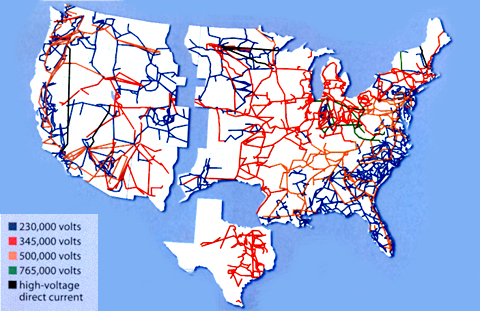 230,000 volts
345,000 volts
500,000 volts
765,000 volts
high-voltage
direct current